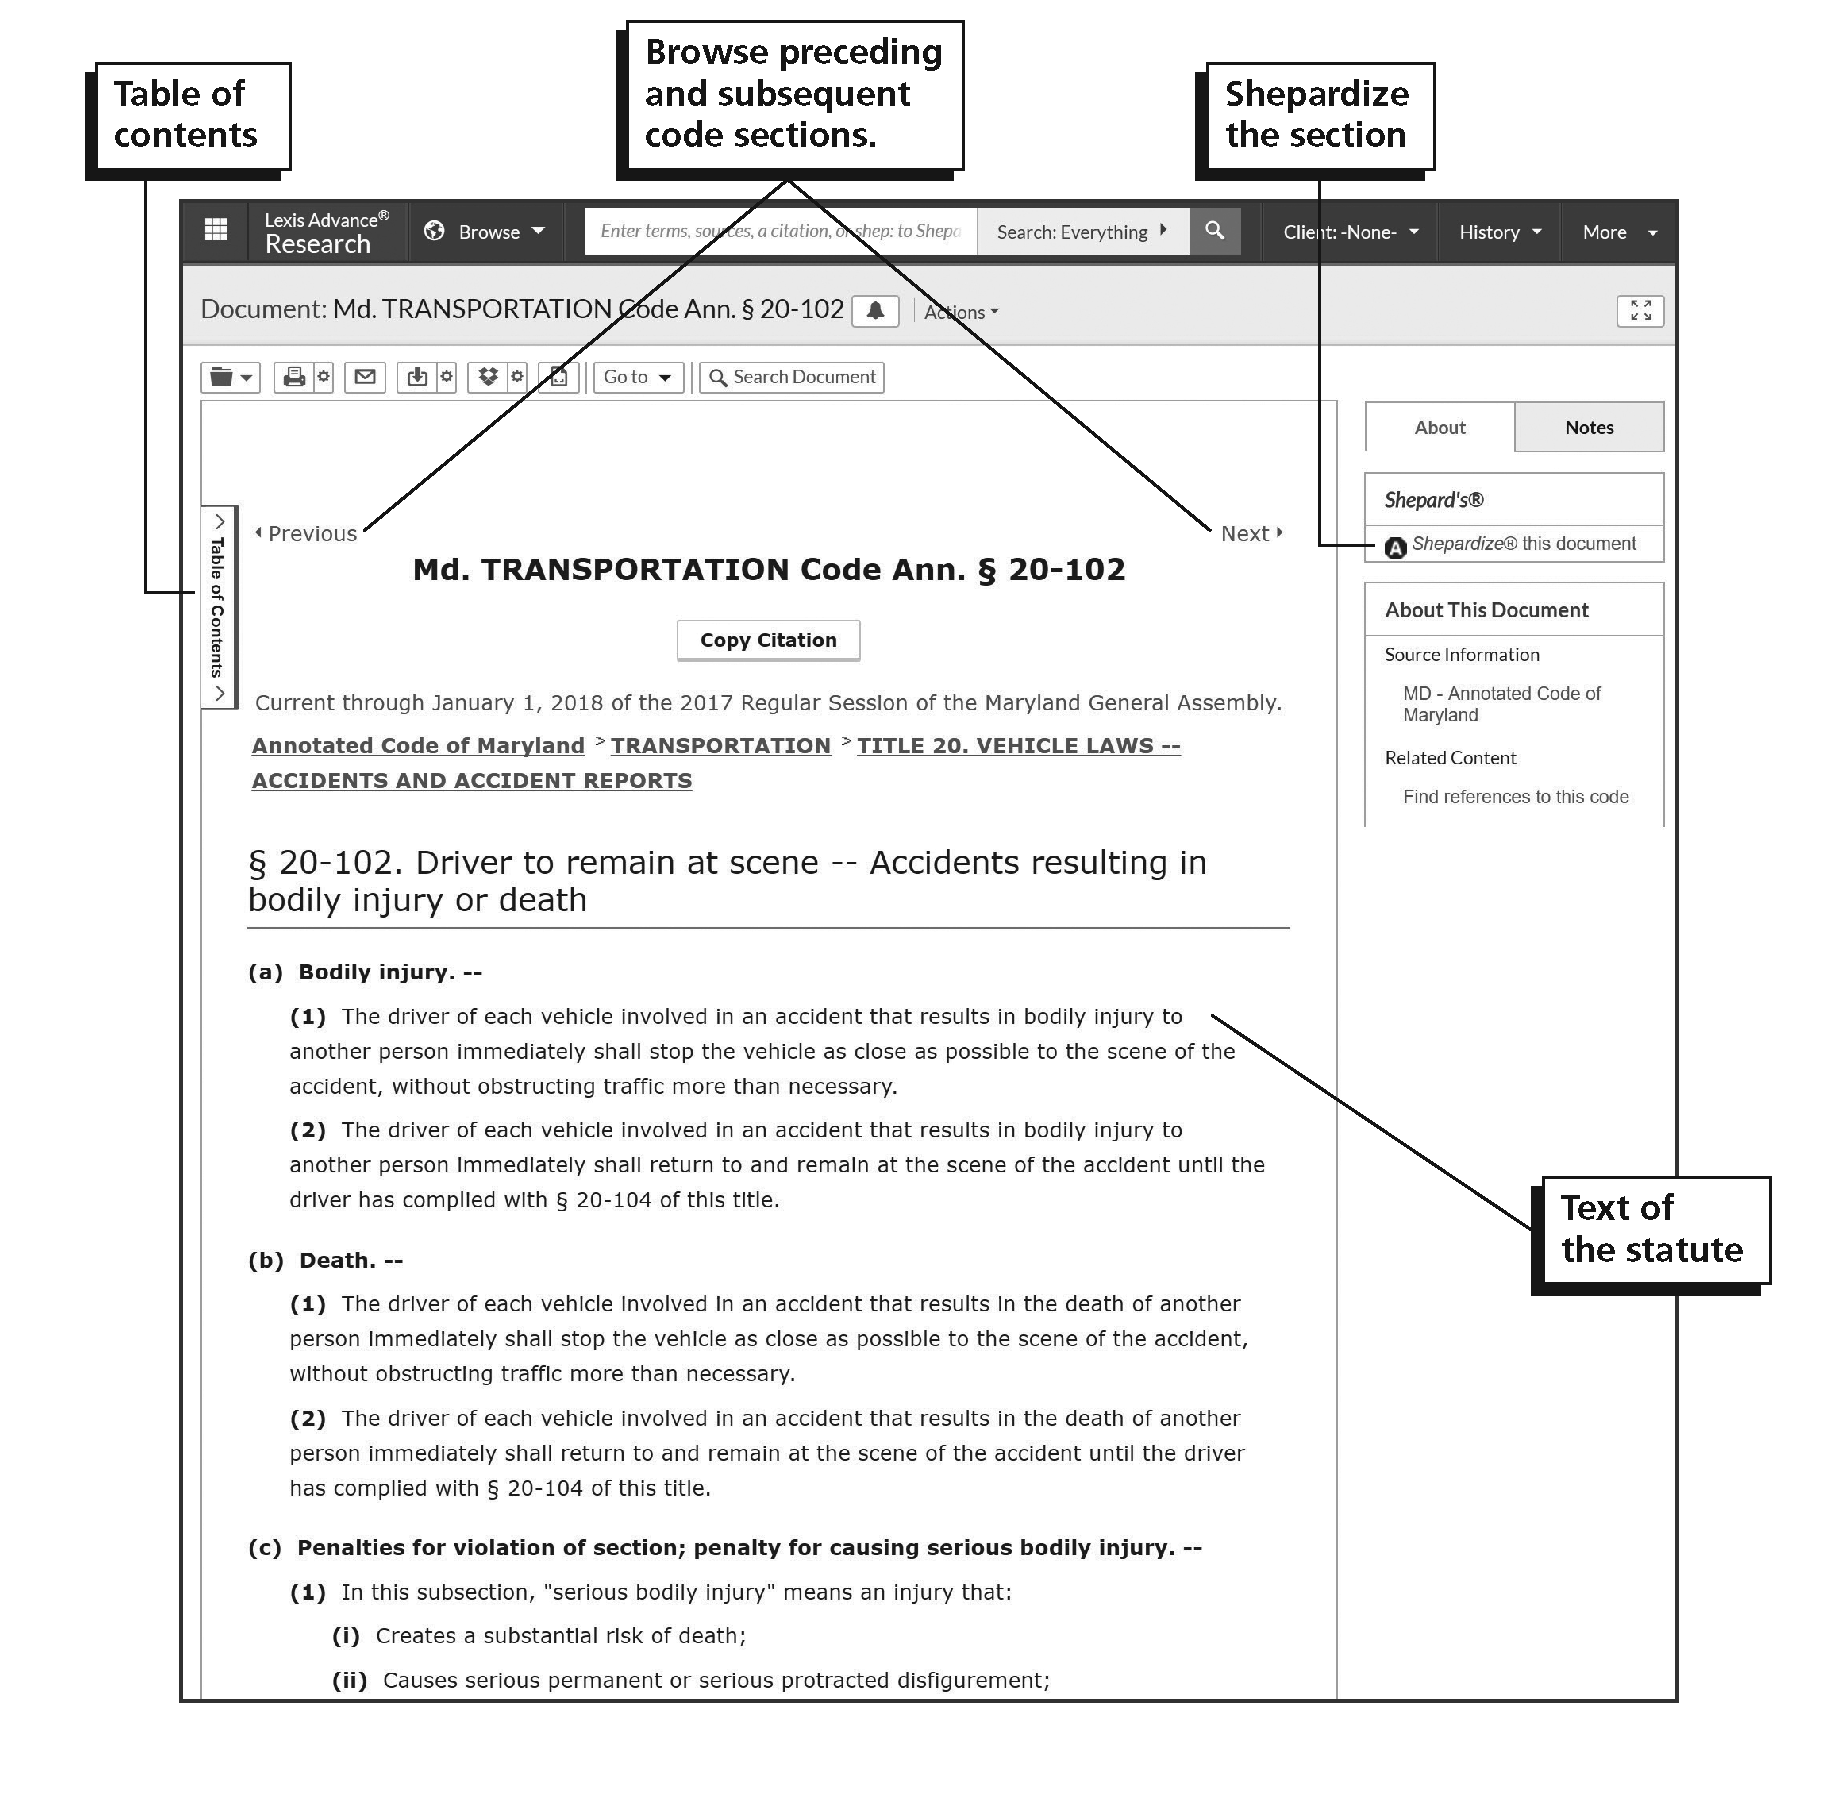 Table of
contents
Browse preceding
and subsequent
code sections.
Shepardize
the section
Lexis Advance®
Research
Browse
Enter terms, sources, a citation, or shep: to Shepa
Search: Everything
Client: -None-
History
More
Document: Md. TRANSPORTATION Code Ann. § 20-102
Actions
Go to
Search Document
About
Notes
Shepard's®
Shepardize® this document
About This Document
Source Information
MD - Annotated Code of
Maryland
Related Content
Find references to this code
Table of Contents
Previous
Next
Md. TRANSPORTATION Code Ann. § 20-102
Copy Citation
Current through January 1, 2018 of the 2017 Regular Session of the Maryland General Assembly.
Annotated Code of Maryland > TRANSPORTATION > TITLE 20. VEHICLE LAWS --
ACCIDENTS AND ACCIDENT REPORTS
§ 20-102. Driver to remain at scene -- Accidents resulting in
bodily injury or death
(a) Bodily injury. --
(1) The driver of each vehicle involved in an accident that results in bodily injury to
another person immediately shall stop the vehicle as close as possible to the scene of the
accident, without obstructing traffic more than necessary.
(2) The driver of each vehicle involved in an accident that results in bodily injury to
another person immediately shall return to and remain at the scene of the accident until the
driver has complied with § 20-104 of this title.
Text of
the statute
(b) Death. --
(1) The driver of each vehicle involved in an accident that results in the death of another
person immediately shall stop the vehicle as close as possible to the scene of the accident,
without obstructing traffic more than necessary.
(2) The driver of each vehicle involved in an accident that results in the death of another
person immediately shall return to and remain at the scene of the accident until the driver
has complied with § 20-104 of this title.
(c) Penalties for violation of section; penalty for causing serious bodily injury. --
(1) In this subsection, "serious bodily injury" means an injury that:
(i) Creates a substantial risk of death;
(ii) Causes serious permanent or serious protracted disfigurement;